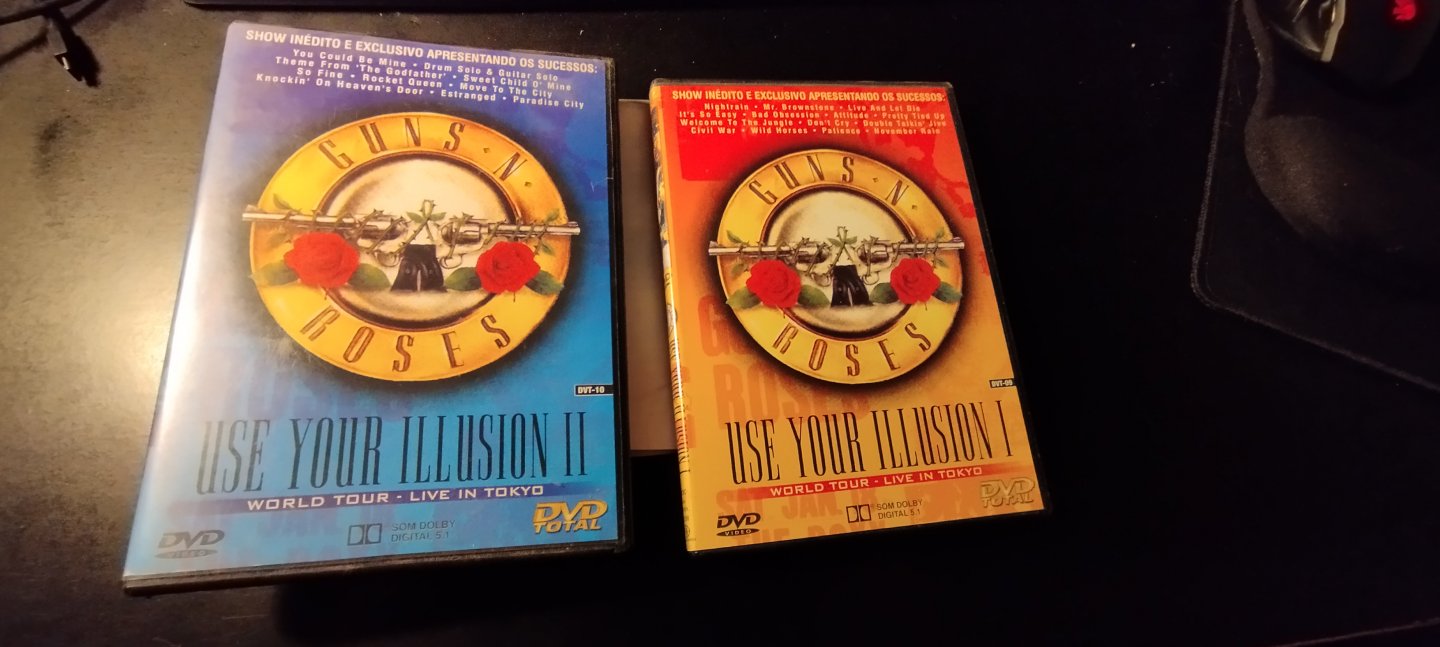 SHOW INÉDITO E EXCLUSIVO APRESENTANDO OS SUCESSOS:
You Could Be Mine • Drum Solo & Guitar Solo
Theme From 'The Godfather' • Sweet Child O' Mine
So Fine • Rocket Queen • Move To The City
Knockin' On Heaven's Door • Estranged • Paradise City
GUNS N ROSES
DVT-10
USE YOUR ILLUSION II
WORLD TOUR - LIVE IN TOKYO
DVD
VIDEO
SOM DOLBY
DIGITAL 5.1
DVD
TOTAL
SHOW INÉDITO E EXCLUSIVO APRESENTANDO OS SUCESSOS:
Nightrain • Mr. Brownstone • Live And Let Die
It's So Easy • Bad Obsession • Attitude • Pretty Tied Up
Welcome To The Jungle • Don't Cry • Double Talkin' Jive
Civil War • Wild Horses • Patience • November Rain
GUNS N ROSES
ROSES
DVT-09
USE YOUR ILLUSION I
WORLD TOUR - LIVE IN TOKYO
SAT JAN.
DVD
VIDEO
SOM DOLBY
DIGITAL 5.1
DVD
TOTAL